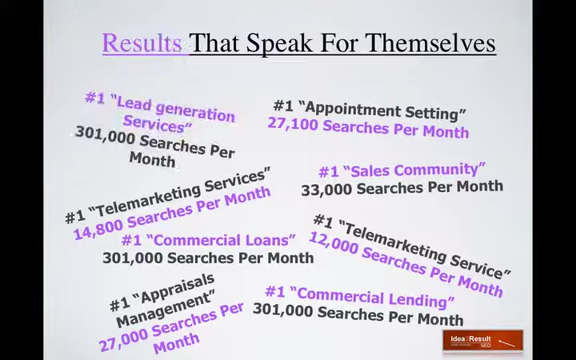 Results That Speak For Themselves
#1 "Lead generation
Services"
301,000 Searches Per
Month
#1 "Appointment Setting"
27,100 Searches Per Month
#1 "Sales Community"
33,000 Searches Per Month
#1 "Telemarketing Services"
14,800 Searches Per Month
#1 "Telemarketing Service"
12,000 Searches Per Month
#1 "Commercial Loans"
301,000 Searches Per Month
#1 "Appraisals
Management"
27,000 Searches Per
Month
#1 "Commercial Lending"
301,000 Searches Per Month
Idea Result
SEO